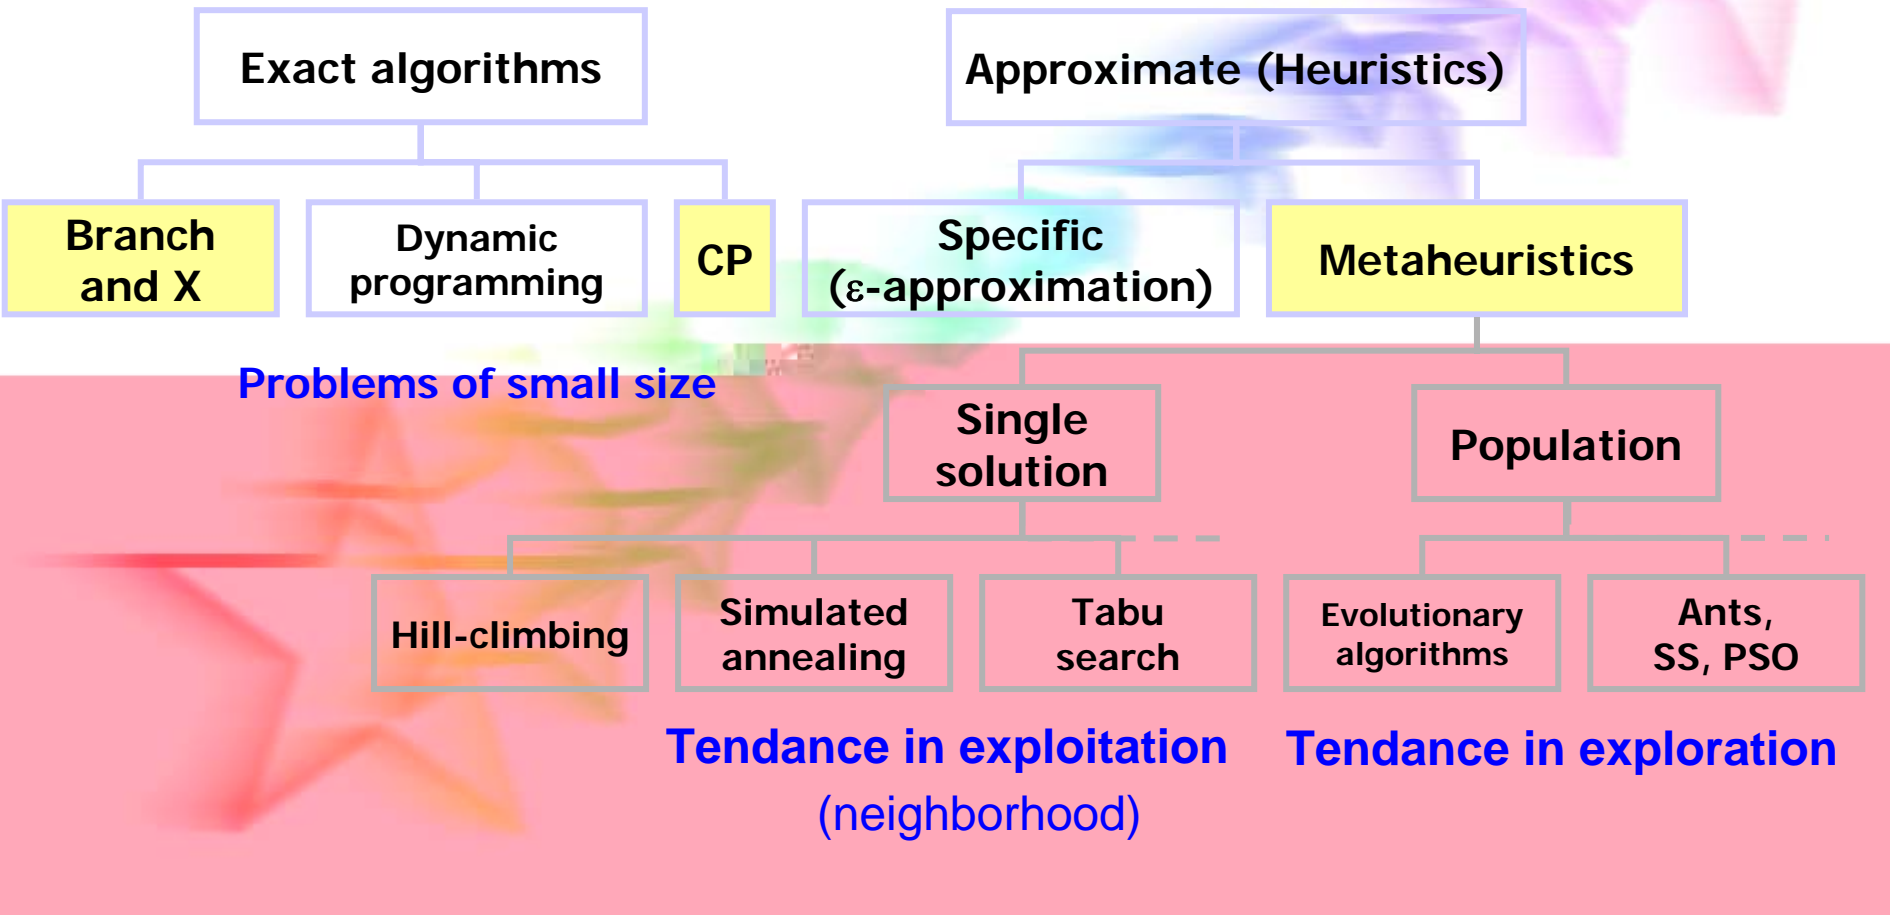 Exact algorithms
Approximate (Heuristics)
Branch
and X
Dynamic
programming
CP
Specific
(ε-approximation)
Metaheuristics
Problems of small size
Single
solution
Population
Hill-climbing
Simulated
annealing
Tabu
search
Evolutionary
algorithms
Ants,
SS, PSO
Tendance in exploitation
(neighborhood)
Tendance in exploration